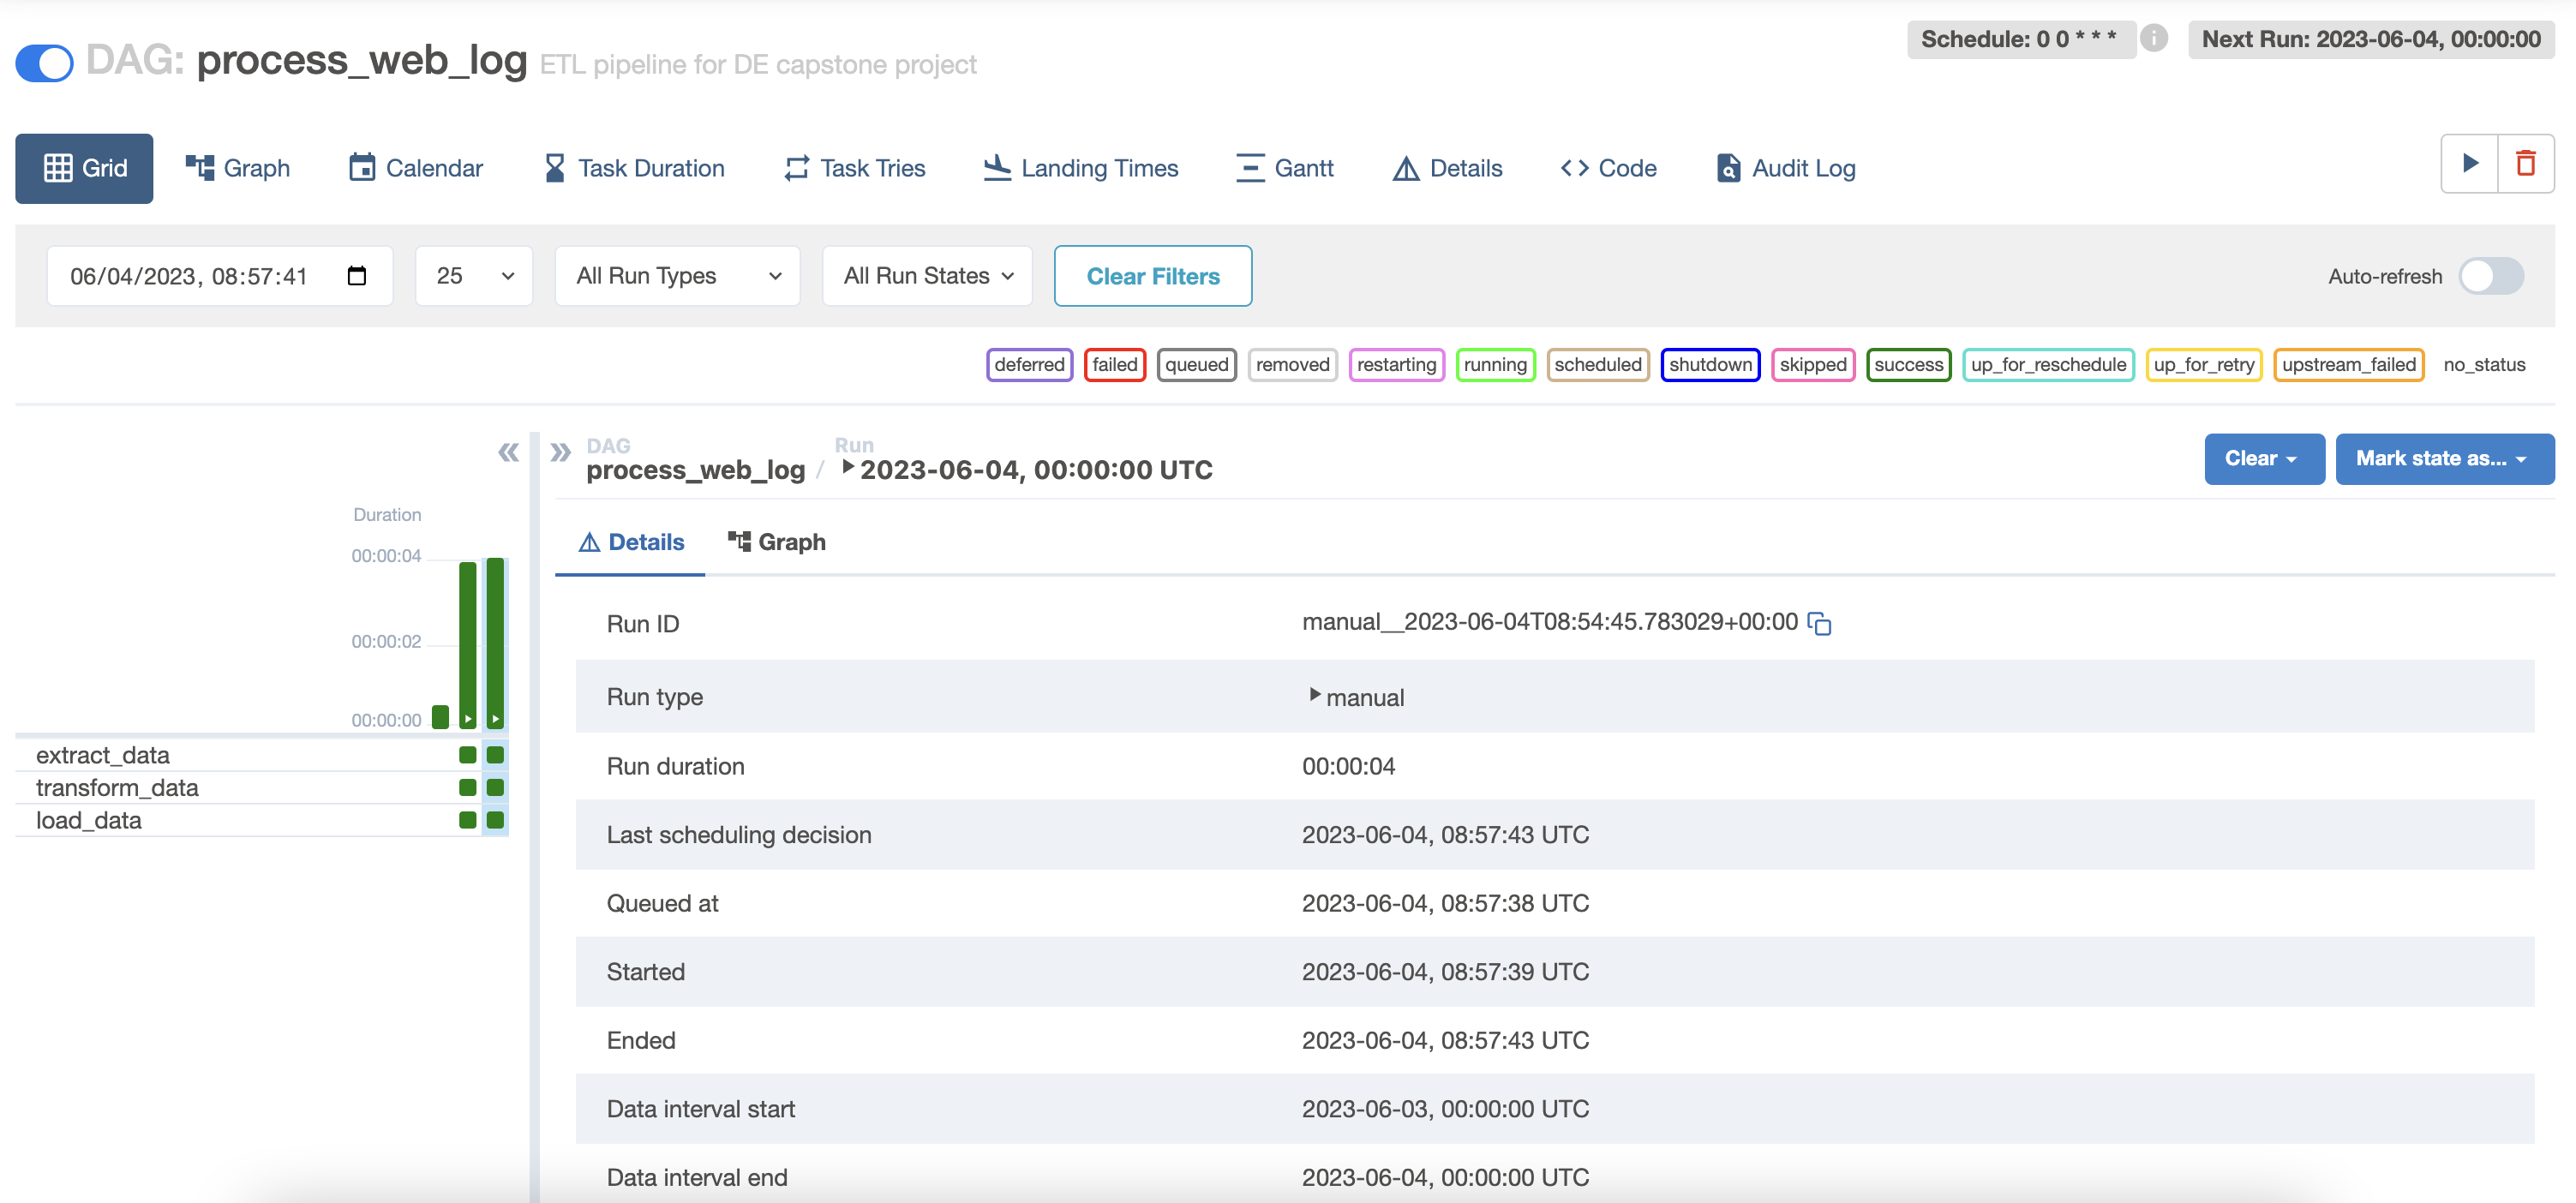 DAG: process_web_log ETL pipeline for DE capstone project
Schedule: 0 0 * * *
Next Run: 2023-06-04, 00:00:00
Grid
Graph
Calendar
Task Duration
Task Tries
Landing Times
Gantt
Details
Code
Audit Log
06/04/2023, 08:57:41
25
All Run Types
All Run States
Clear Filters
Auto-refresh
deferred
failed
queued
removed
restarting
running
scheduled
shutdown
skipped
success
up_for_reschedule
up_for_retry
upstream_failed
no_status
Duration
00:00:04
00:00:02
00:00:00
extract_data
transform_data
load_data
DAG
process_web_log
/
Run
2023-06-04, 00:00:00 UTC
Clear
Mark state as...
Details
Graph
Run ID manual__2023-06-04T08:54:45.783029+00:00
Run type manual
Run duration 00:00:04
Last scheduling decision 2023-06-04, 08:57:43 UTC
Queued at 2023-06-04, 08:57:38 UTC
Started 2023-06-04, 08:57:39 UTC
Ended 2023-06-04, 08:57:43 UTC
Data interval start 2023-06-03, 00:00:00 UTC
Data interval end 2023-06-04, 00:00:00 UTC